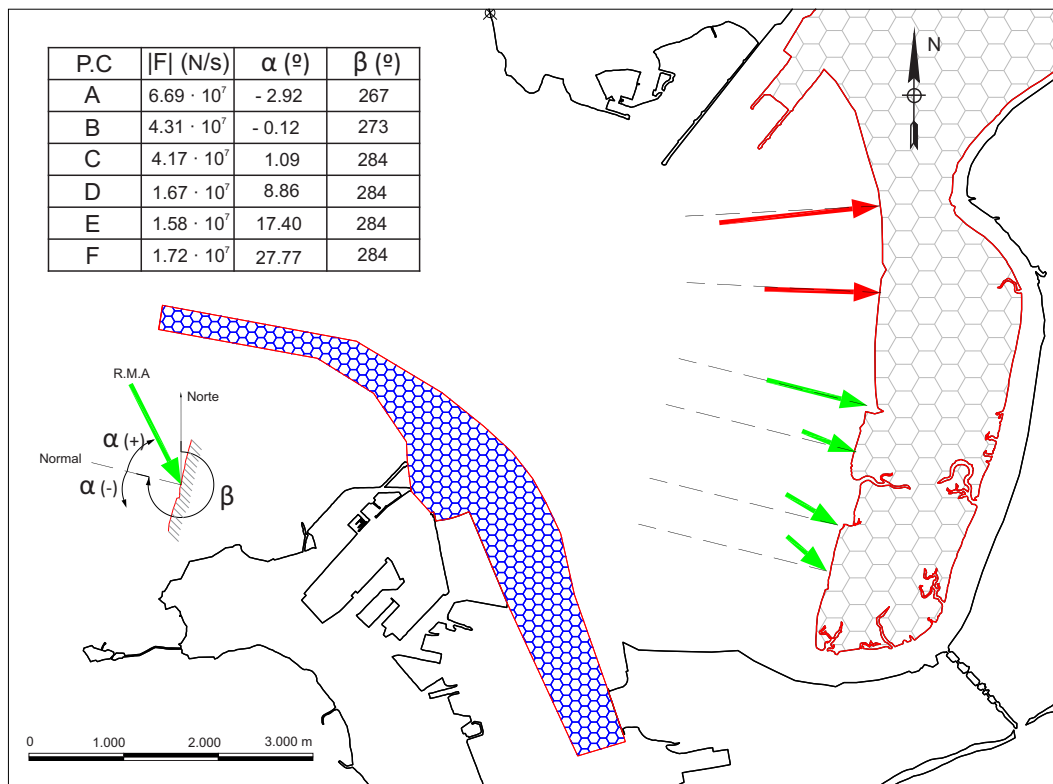 P.C |F| (N/s) α (º) β (º)
A 6.69 · 10⁷ - 2.92 267
B 4.31 · 10⁷ - 0.12 273
C 4.17 · 10⁷ 1.09 284
D 1.67 · 10⁷ 8.86 284
E 1.58 · 10⁷ 17.40 284
F 1.72 · 10⁷ 27.77 284
N
R.M.A
Norte
α (+)
Normal
α (-)
β
0 1.000 2.000 3.000 m